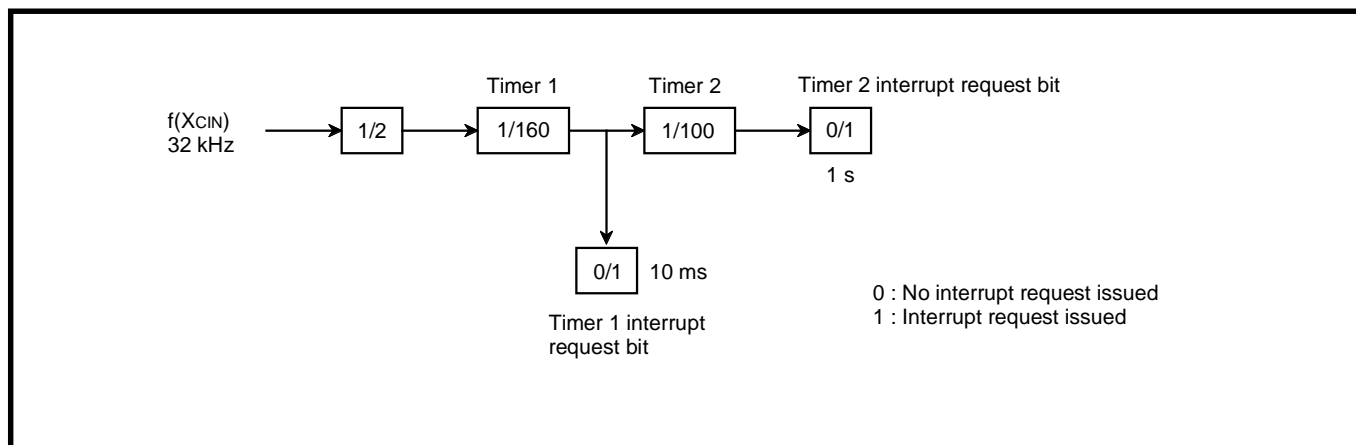 Timer 1
Timer 2
Timer 2 interrupt request bit
f(XCIN)
32 kHz
1/2
1/160
1/100
0/1
1 s
0/1
10 ms
Timer 1 interrupt
request bit
0 : No interrupt request issued
1 : Interrupt request issued